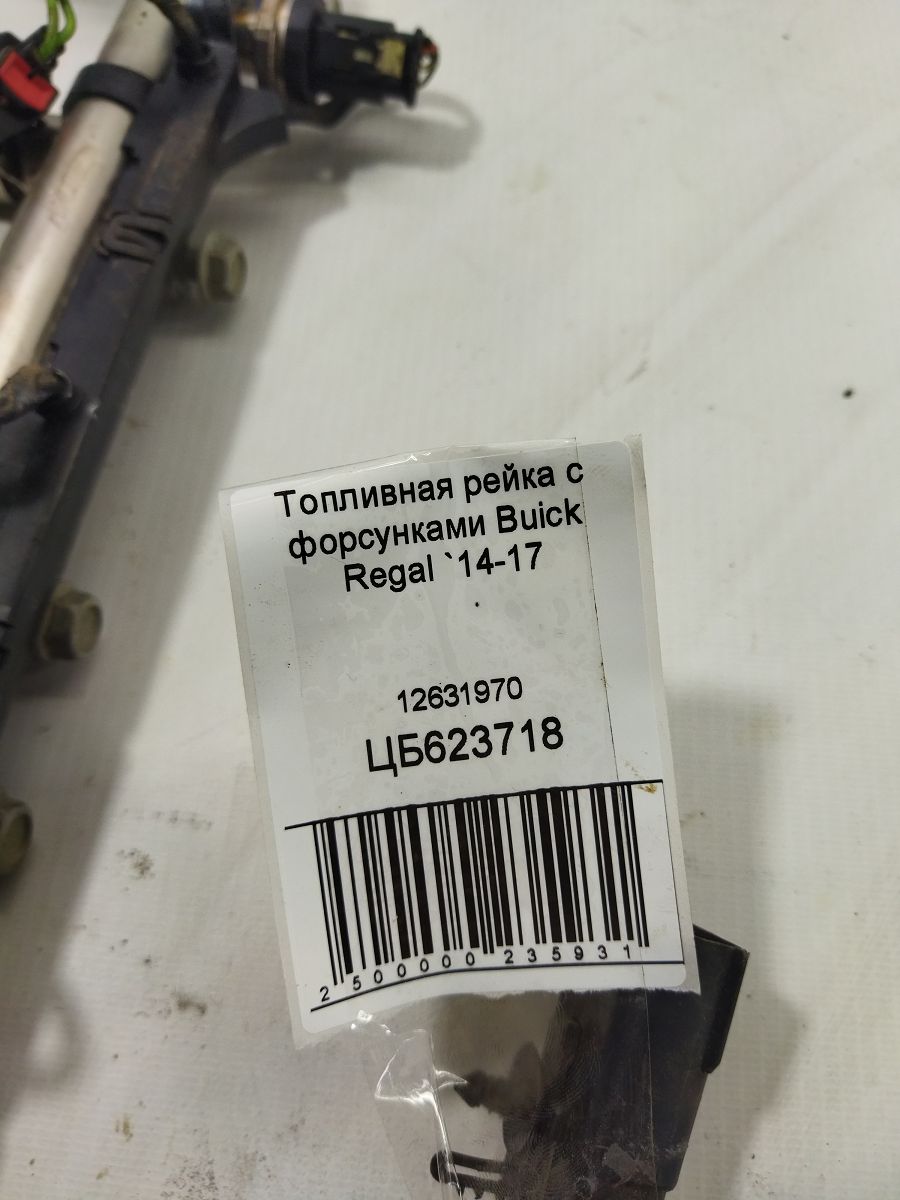 Топливная рейка с
форсунками Buick
Regal `14-17
12631970
ЦБ623718
2 500000 235931